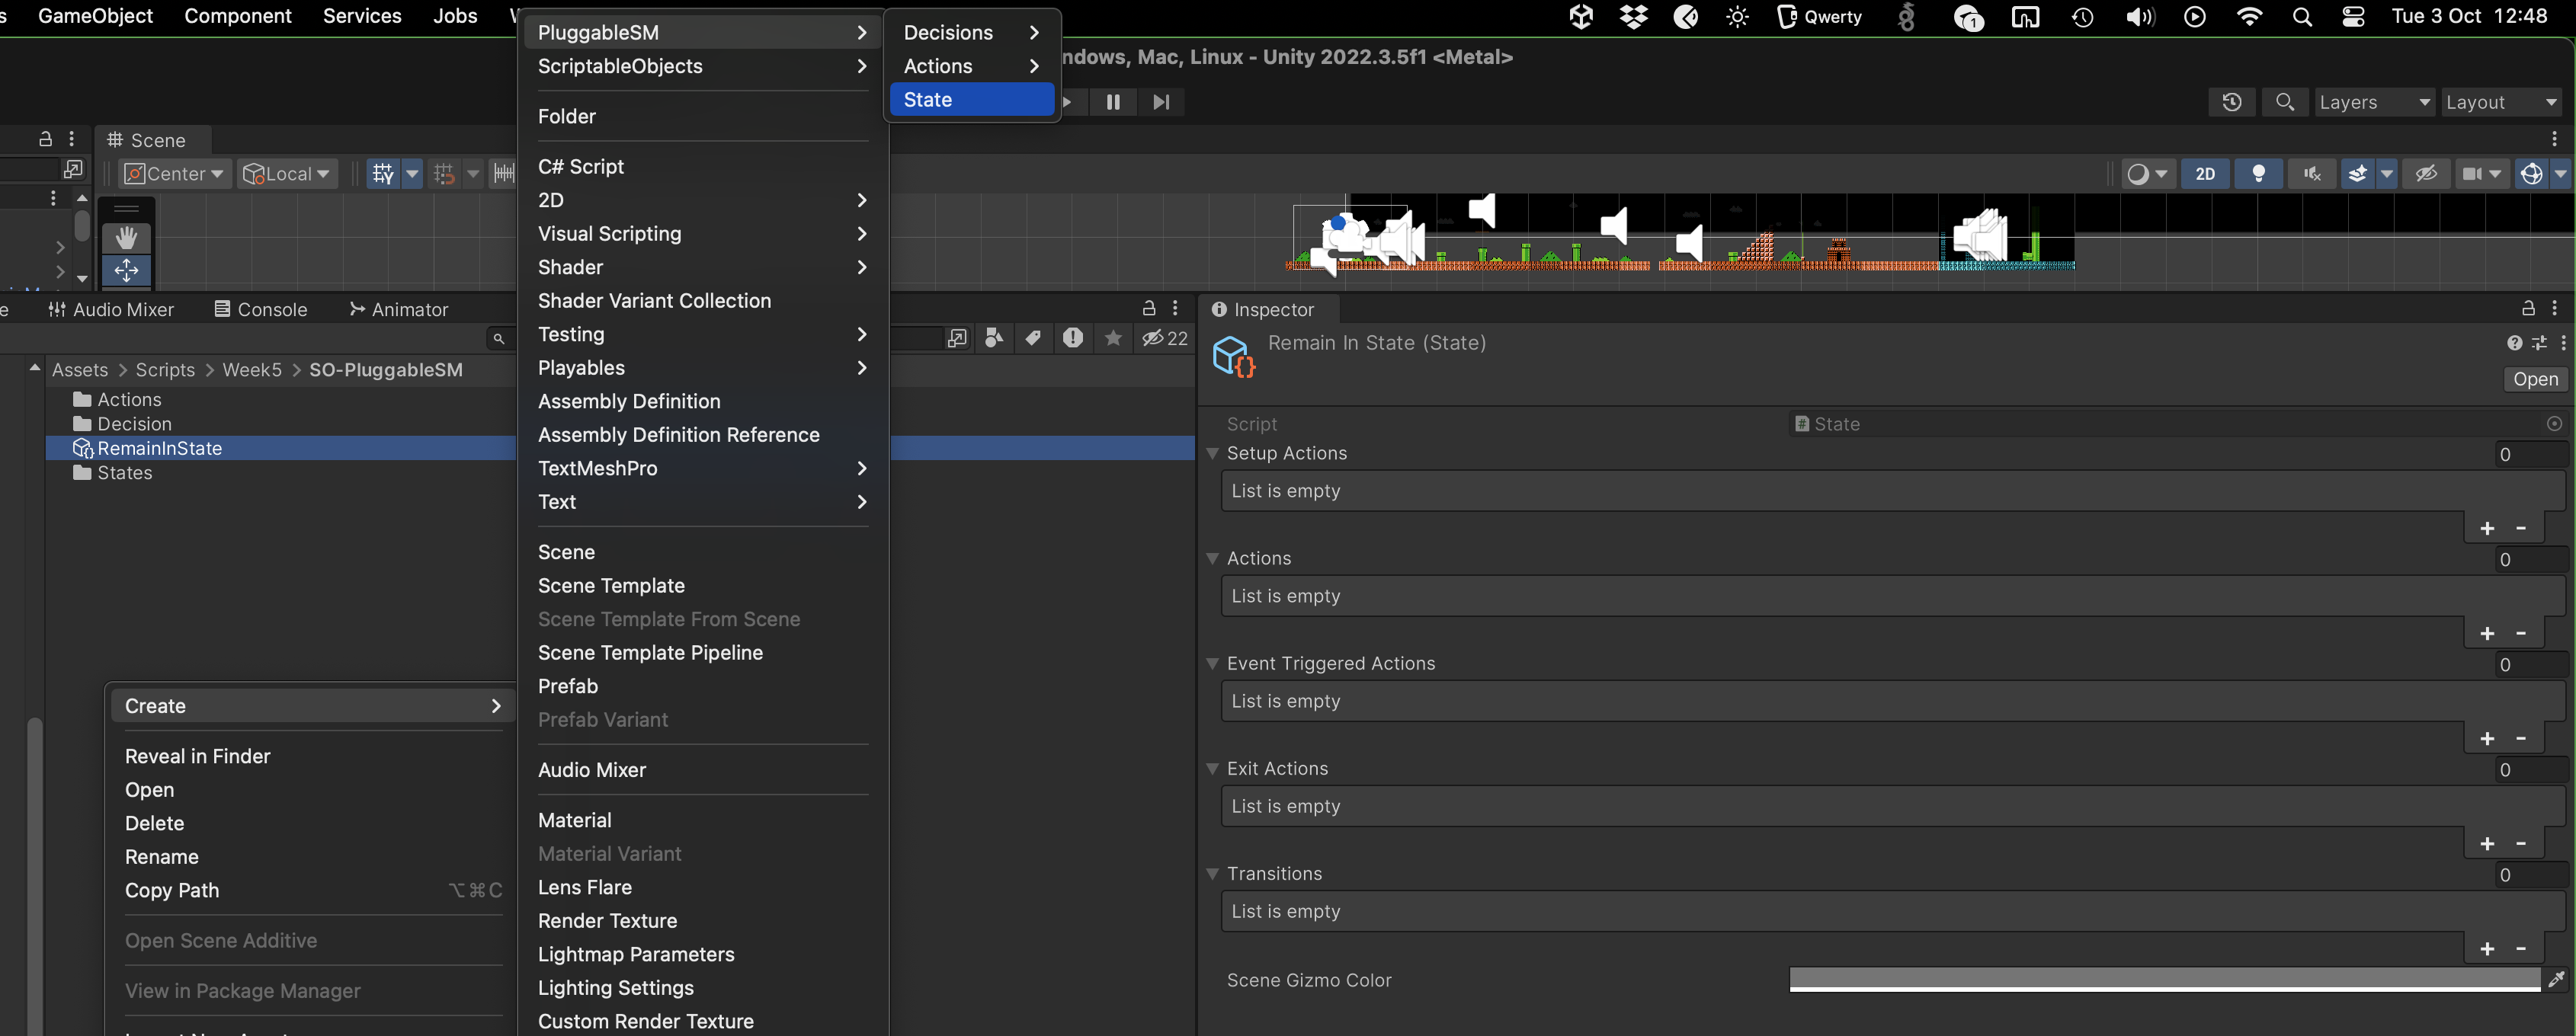 GameObject Component Services Jobs Qwerty 1 Tue 3 Oct 12:48
PluggableSM
ScriptableObjects
Folder
C# Script
2D
Visual Scripting
Shader
Shader Variant Collection
Testing
Playables
Assembly Definition
Assembly Definition Reference
TextMeshPro
Text
Scene
Scene Template
Scene Template From Scene
Scene Template Pipeline
Prefab
Prefab Variant
Audio Mixer
Material
Material Variant
Lens Flare
Render Texture
Lightmap Parameters
Lighting Settings
Custom Render Texture
Decisions
Actions
State
ndows, Mac, Linux - Unity 2022.3.5f1 <Metal>
Layers Layout
Scene
Center Local 2D
Audio Mixer Console Animator
22
Assets > Scripts > Week5 > SO-PluggableSM
Actions
Decision
RemainInState
States
Create
Reveal in Finder
Open
Delete
Rename
Copy Path ⌥⌘C
Open Scene Additive
View in Package Manager
Inspector
Remain In State (State)
Open
Script # State
Setup Actions 0
List is empty
+ -
Actions 0
List is empty
+ -
Event Triggered Actions 0
List is empty
+ -
Exit Actions 0
List is empty
+ -
Transitions 0
List is empty
+ -
Scene Gizmo Color